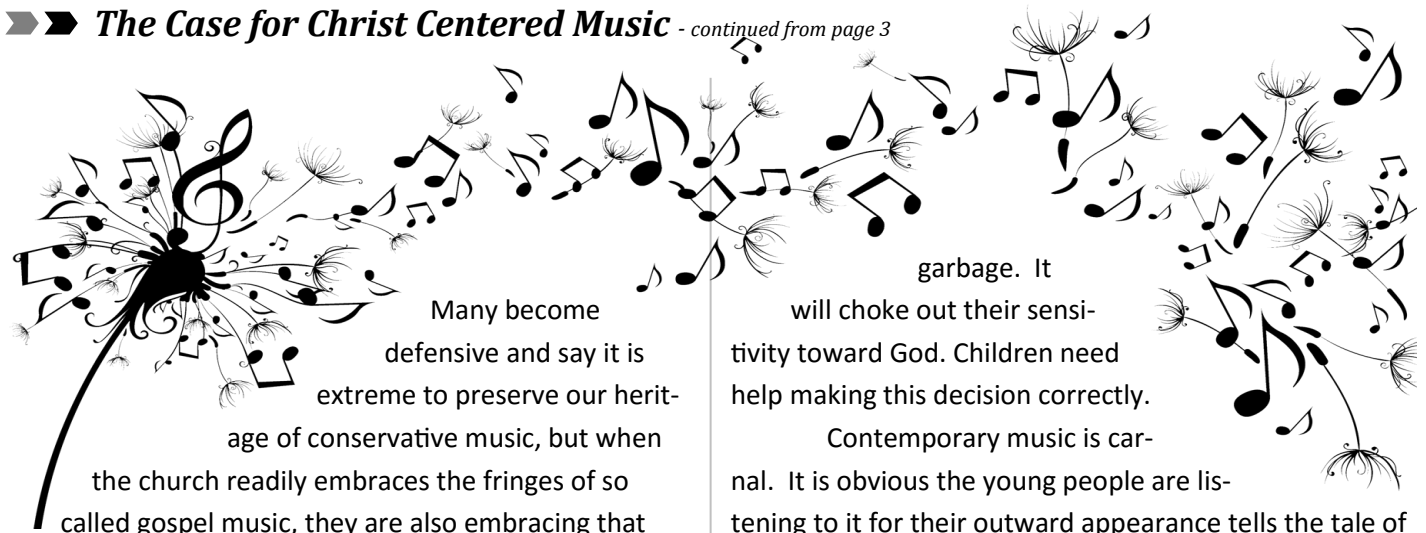 The Case for Christ Centered Music - continued from page 3
Many become
defensive and say it is
extreme to preserve our herit-
age of conservative music, but when
the church readily embraces the fringes of so
called gospel music, they are also embracing that
garbage.  It
will choke out their sensi-
tivity toward God. Children need
help making this decision correctly.
Contemporary music is car-
nal.  It is obvious the young people are lis-
tening to it for their outward appearance tells the tale of